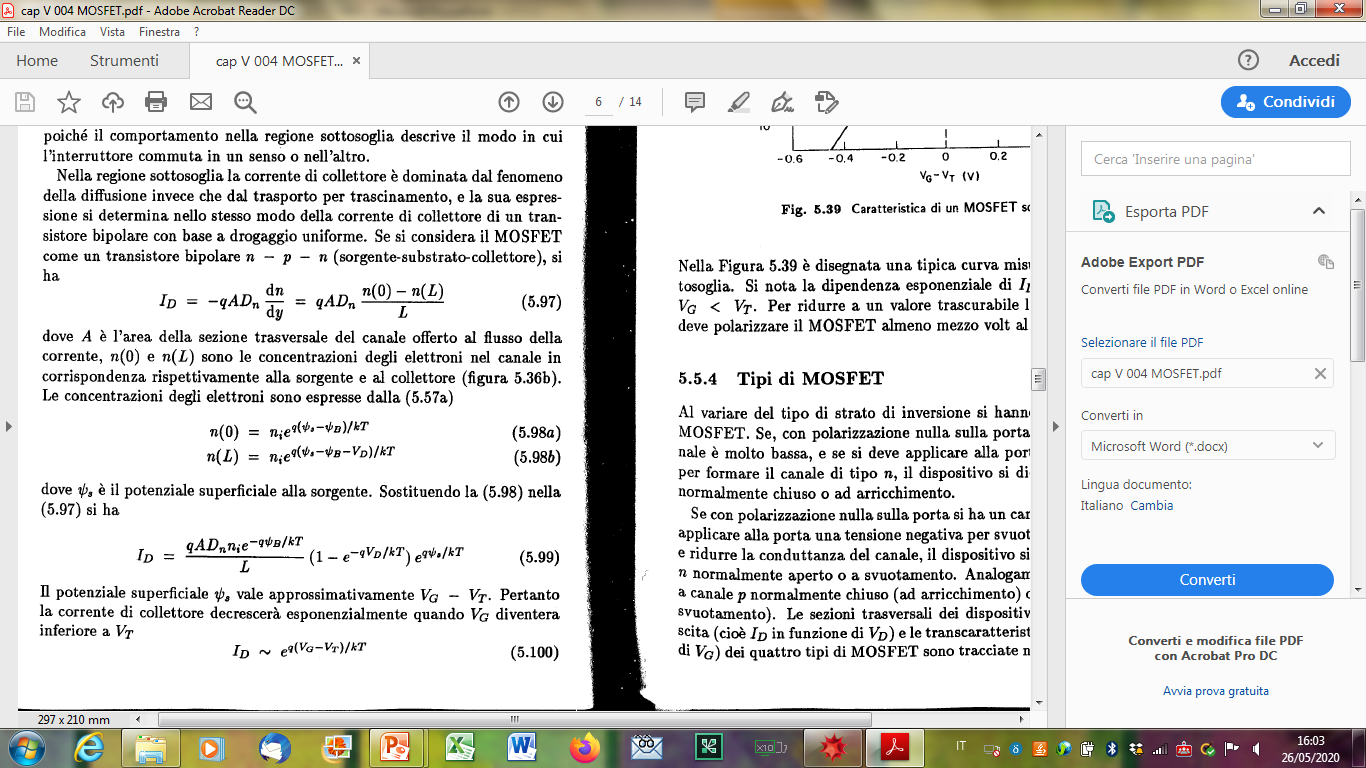 cap V 004 MOSFET.pdf - Adobe Acrobat Reader DC
File Modifica Vista Finestra ?
Home Strumenti cap V 004 MOSFET... × ? Accedi
6 / 14 Condividi
poiché il comportamento nella regione sottosoglia descrive il modo in cui
l'interruttore commuta in un senso o nell'altro.
Nella regione sottosoglia la corrente di collettore è dominata dal fenomeno
della diffusione invece che dal trasporto per trascinamento, e la sua espres-
sione si determina nello stesso modo della corrente di collettore di un tran-
sistore bipolare con base a drogaggio uniforme. Se si considera il MOSFET
come un transistore bipolare n − p − n (sorgente-substrato-collettore), si
ha
I_D = −qAD_n dn/dy = qAD_n (n(0) − n(L))/L (5.97)
dove A è l'area della sezione trasversale del canale offerto al flusso della
corrente, n(0) e n(L) sono le concentrazioni degli elettroni nel canale in
corrispondenza rispettivamente alla sorgente e al collettore (figura 5.36b).
Le concentrazioni degli elettroni sono espresse dalla (5.57a)
n(0) = n_i e^{q(ψ_s−ψ_B)/kT} (5.98a)
n(L) = n_i e^{q(ψ_s−ψ_B−V_D)/kT} (5.98b)
dove ψ_s è il potenziale superficiale alla sorgente. Sostituendo la (5.98) nella
(5.97) si ha
I_D = (qAD_n n_i e^{−qψ_B/kT})/L (1 − e^{−qV_D/kT}) e^{qψ_s/kT} (5.99)
Il potenziale superficiale ψ_s vale approssimativamente V_G − V_T. Pertanto
la corrente di collettore decrescerà esponenzialmente quando V_G diventera
inferiore a V_T
I_D ∼ e^{q(V_G−V_T)/kT} (5.100)
-0.6 -0.4 -0.2 0 0.2
V_G−V_T (V)
Fig. 5.39 Caratteristica di un MOSFET
Nella Figura 5.39 è disegnata una tipica curva
tosoglia. Si nota la dipendenza esponenziale di
V_G < V_T. Per ridurre a un valore trascurabile
deve polarizzare il MOSFET almeno mezzo volt al
5.5.4 Tipi di MOSFET
Al variare del tipo di strato di inversione si
MOSFET. Se, con polarizzazione nulla sulla porta
nale è molto bassa, e se si deve applicare alla
per formare il canale di tipo n, il dispositivo si
normalmente chiuso o ad arricchimento.
Se con polarizzazione nulla sulla porta si ha un
applicare alla porta una tensione negativa per
e ridurre la conduttanza del canale, il dispositivo
n normalmente aperto o a svuotamento.
a canale p normalmente chiuso (ad arricchimento)
svuotamento). Le sezioni trasversali dei
scita (cioè I_D in funzione di V_D) e le
di V_G) dei quattro tipi di MOSFET sono tracciate
297 x 210 mm
Cerca 'Inserire una pagina'
Esporta PDF
Adobe Export PDF
Converti file PDF in Word o Excel online
Selezionare il file PDF
cap V 004 MOSFET.pdf
Converti in
Microsoft Word (*.docx)
Lingua documento:
Italiano Cambia
Converti
Converti e modifica file PDF
con Acrobat Pro DC
Avvia prova gratuita
IT 16:03
26/05/2020